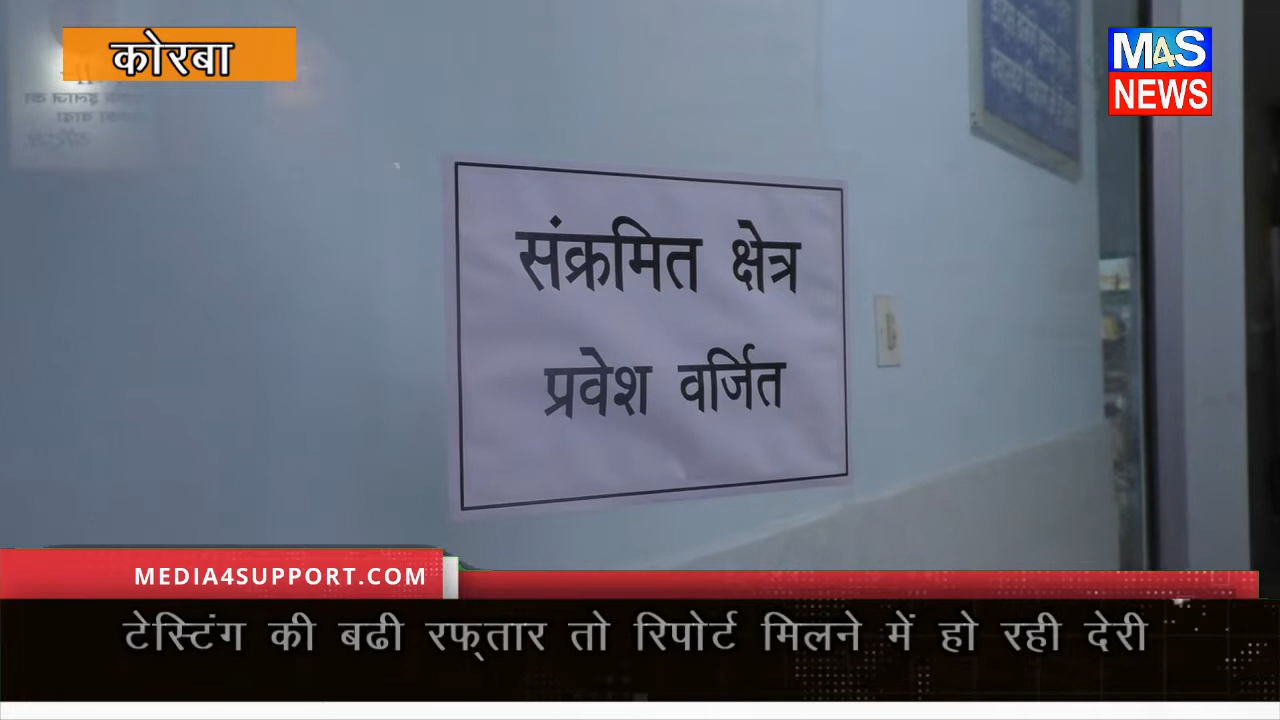 कोरबा
M4S
NEWS
संक्रमित क्षेत्र
प्रवेश वर्जित
MEDIA4SUPPORT.COM
टेस्टिंग की बढी रफ्तार तो रिपोर्ट मिलने में हो रही देरी